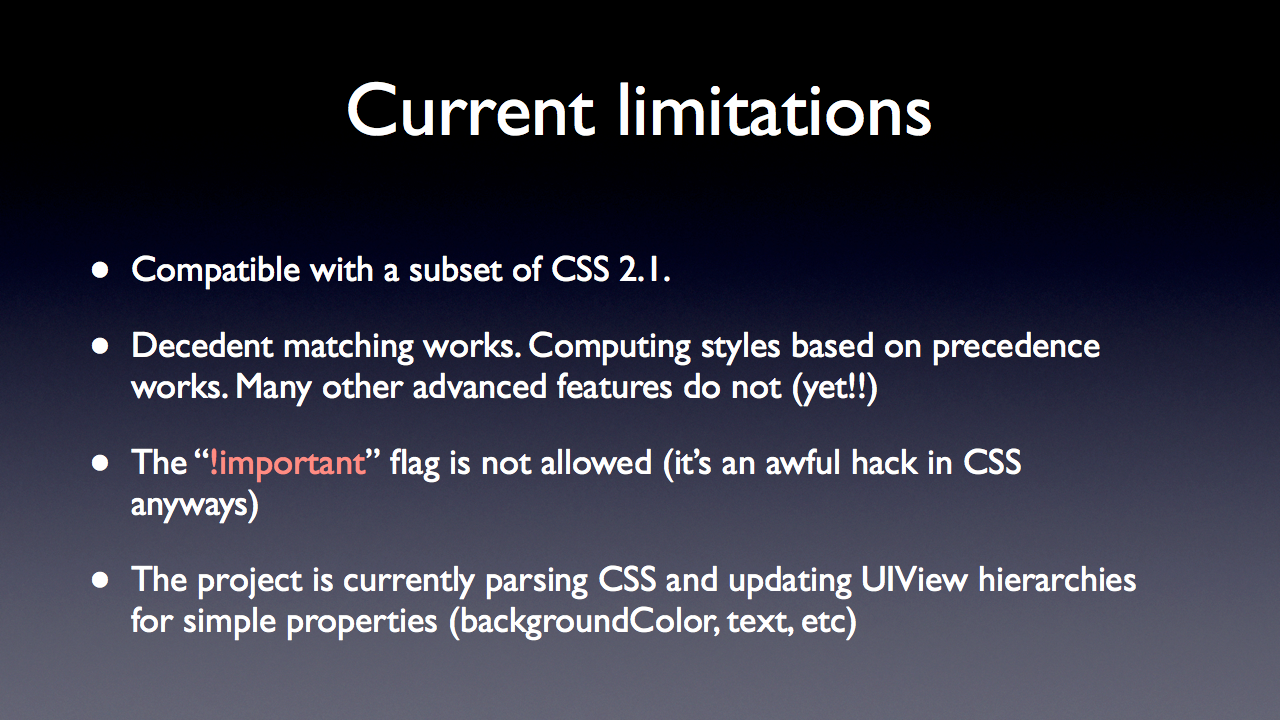 Current limitations
• Compatible with a subset of CSS 2.1.
• Decedent matching works. Computing styles based on precedence
works. Many other advanced features do not (yet!!)
• The “!important” flag is not allowed (it’s an awful hack in CSS
anyways)
• The project is currently parsing CSS and updating UIView hierarchies
for simple properties (backgroundColor, text, etc)